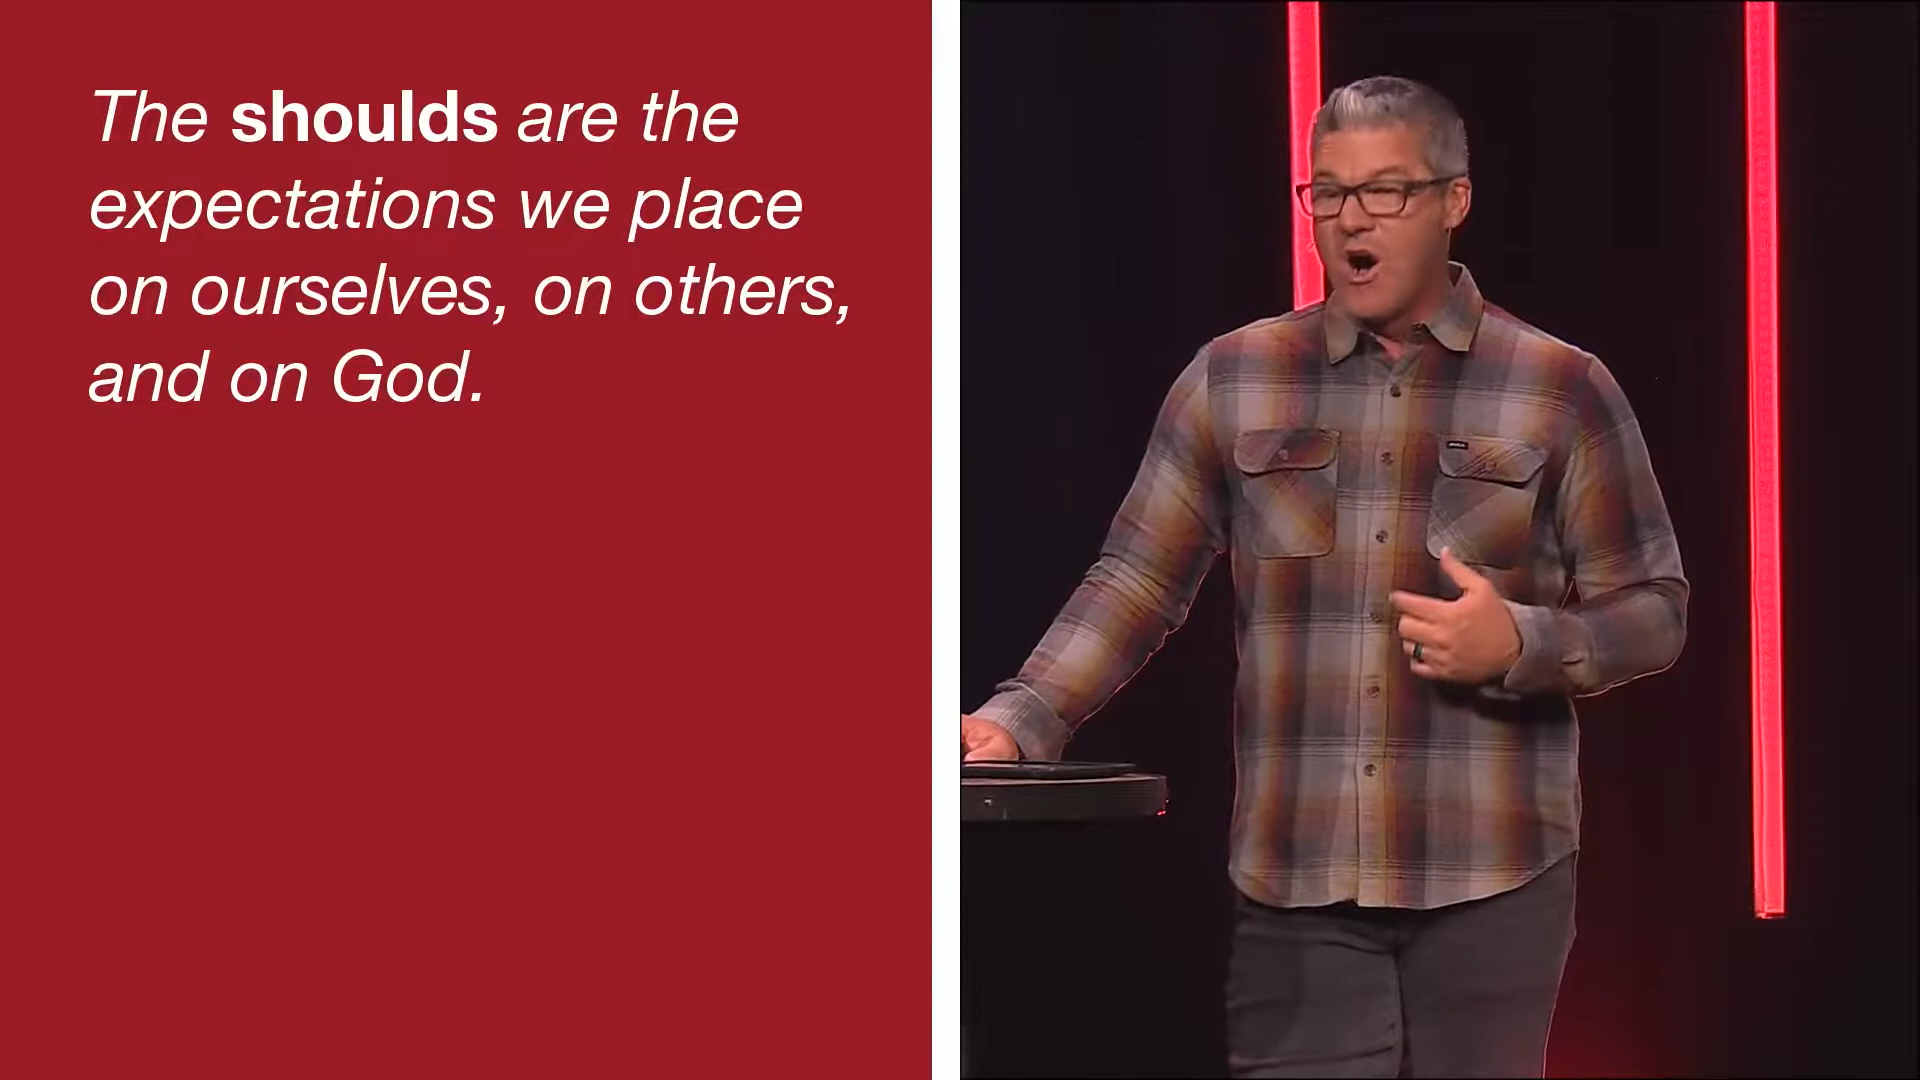 The shoulds are the
expectations we place
on ourselves, on others,
and on God.